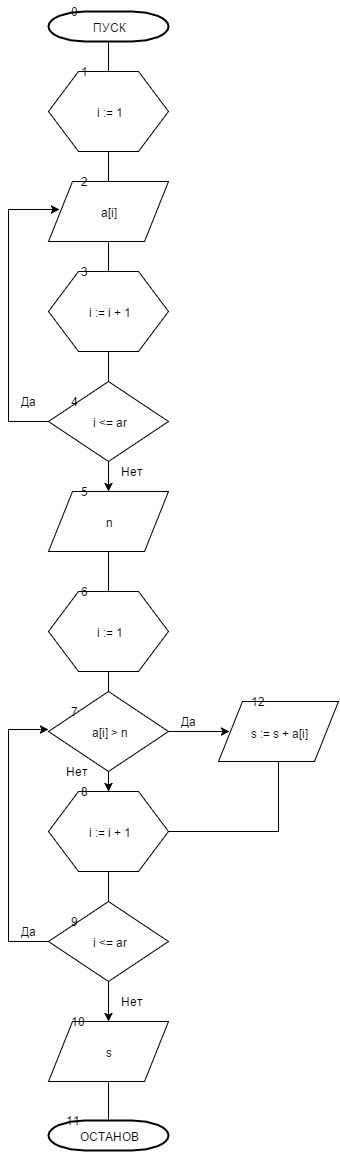 0
ПУСК
1
i := 1
2
a[i]
3
i := i + 1
4
i <= ar
Да
Нет
5
n
6
i := 1
7
a[i] > n
Да
12
s := s + a[i]
Нет
8
i := i + 1
9
i <= ar
Да
Нет
10
s
11
ОСТАНОВ